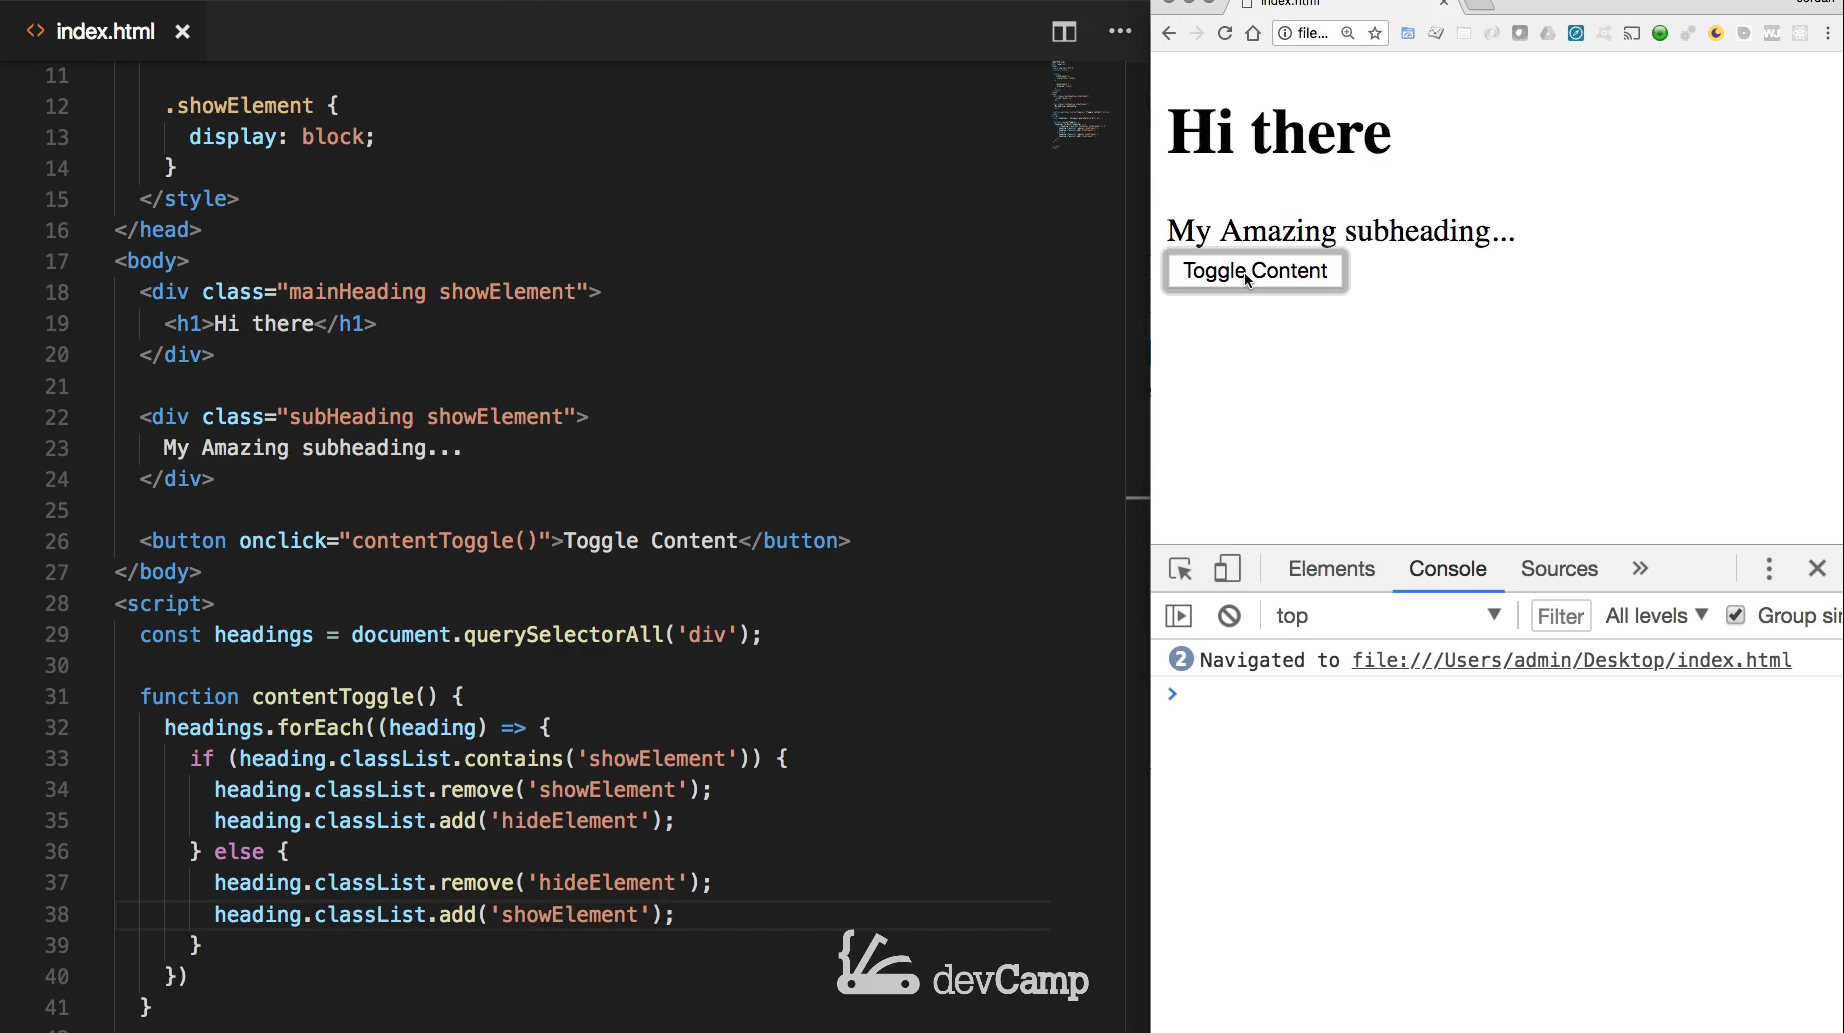 index.html
11
12 .showElement {
13 display: block;
14 }
15 </style>
16 </head>
17 <body>
18 <div class="mainHeading showElement">
19 <h1>Hi there</h1>
20 </div>
21
22 <div class="subHeading showElement">
23 My Amazing subheading...
24 </div>
25
26 <button onclick="contentToggle()">Toggle Content</button>
27 </body>
28 <script>
29 const headings = document.querySelectorAll('div');
30
31 function contentToggle() {
32 headings.forEach((heading) => {
33 if (heading.classList.contains('showElement')) {
34 heading.classList.remove('showElement');
35 heading.classList.add('hideElement');
36 } else {
37 heading.classList.remove('hideElement');
38 heading.classList.add('showElement');
39 }
40 })
41 }
devCamp
index.html
file...
Hi there
My Amazing subheading...
Toggle Content
Elements Console Sources
top Filter All levels Group sim
2 Navigated to file:///Users/admin/Desktop/index.html